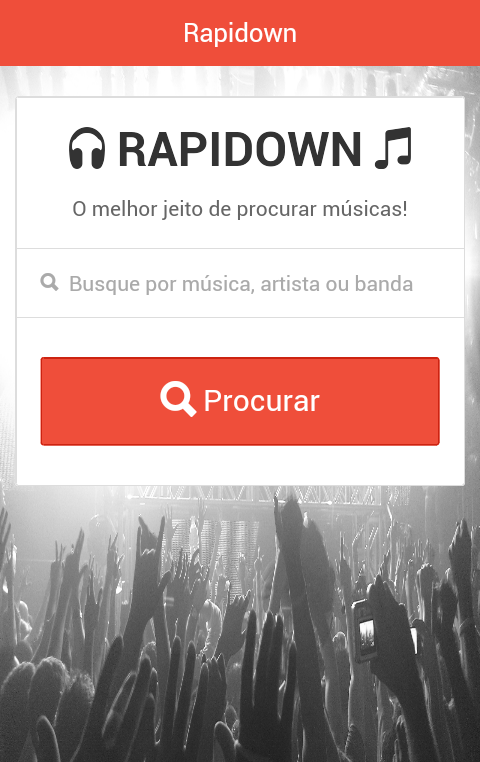 Rapidown
RAPIDOWN
O melhor jeito de procurar músicas!
Busque por música, artista ou banda
Procurar